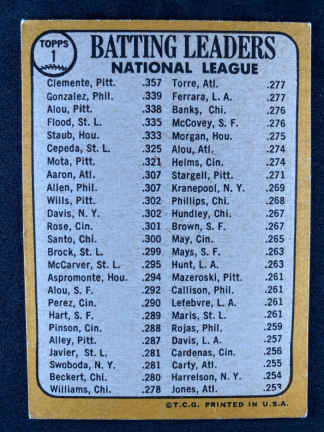 TOPPS
1
BATTING LEADERS
NATIONAL LEAGUE
Clemente, Pitt. .357
Gonzalez, Phil. .339
Alou, Pitt. .338
Flood, St. L. .335
Staub, Hou. .333
Cepeda, St. L. .325
Mota, Pitt. .321
Aaron, Atl. .307
Allen, Phil. .307
Wills, Pitt. .302
Davis, N. Y. .302
Rose, Cin. .301
Santo, Chi. .300
Brock, St. L. .299
McCarver, St. L. .295
Aspromonte, Hou. .294
Alou, S. F. .292
Perez, Cin. .290
Hart, S. F. .289
Pinson, Cin. .288
Alley, Pitt. .287
Javier, St. L. .281
Swoboda, N. Y. .281
Beckert, Chi. .280
Williams, Chi. .278
Torre, Atl. .277
Ferrara, L. A. .277
Banks, Chi. .276
McCovey, S. F. .276
Morgan, Hou. .275
Alou, Atl. .274
Helms, Cin. .274
Stargell, Pitt. .271
Kranepool, N. Y. .269
Phillips, Chi. .268
Hundley, Chi. .267
Brown, S. F. .267
May, Cin. .265
Mays, S. F. .263
Hunt, L. A. .263
Mazeroski, Pitt. .261
Callison, Phil. .261
Lefebvre, L. A. .261
Maris, St. L. .261
Rojas, Phil. .259
Davis, L. A. .257
Cardenas, Cin. .256
Carty, Atl. .255
Harrelson, N. Y. .254
Jones, Atl. .253
© T. C. G. PRINTED IN U. S. A.